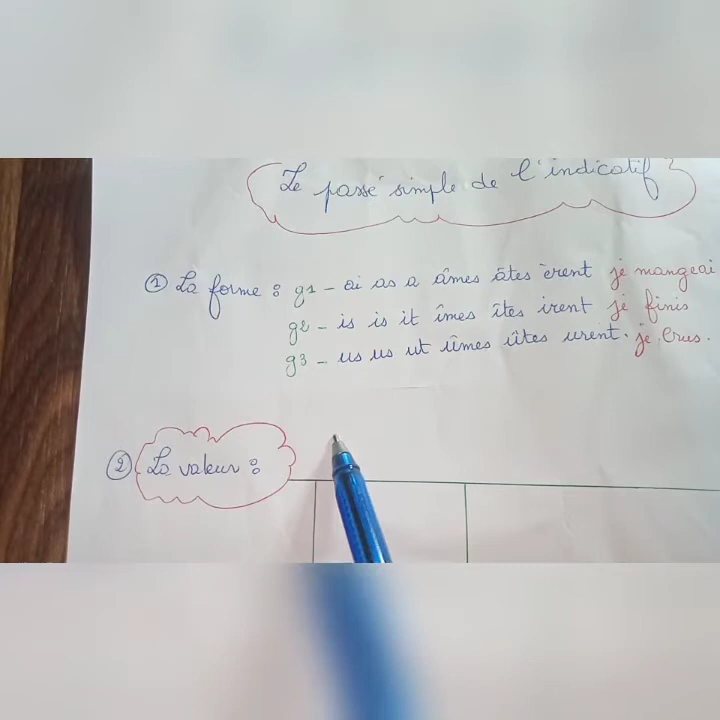 Le passé simple de l'indicatif
① La forme : g1 - ai as a âmes âtes èrent je mangeai
g2 - is is it îmes îtes irent je finis
g3 - us us ut ûmes ûtes urent. je crus.
② La valeur :